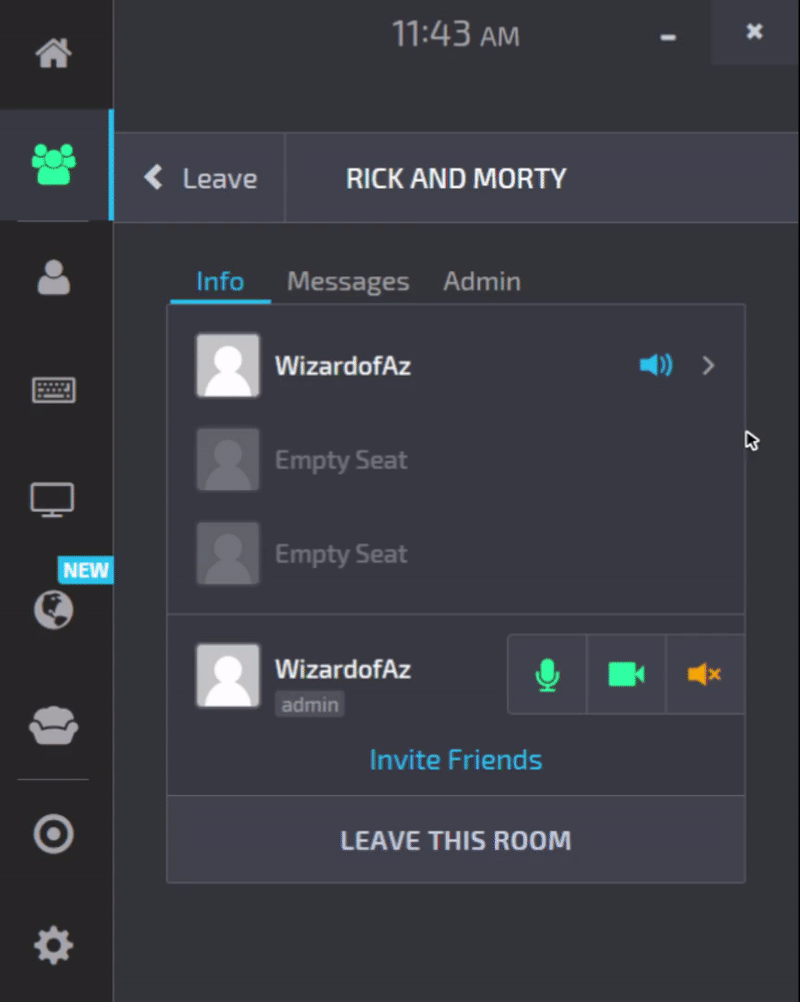 11:43 AM
Leave
RICK AND MORTY
Info Messages Admin
WizardofAz
Empty Seat
Empty Seat
NEW
WizardofAz
admin
Invite Friends
LEAVE THIS ROOM